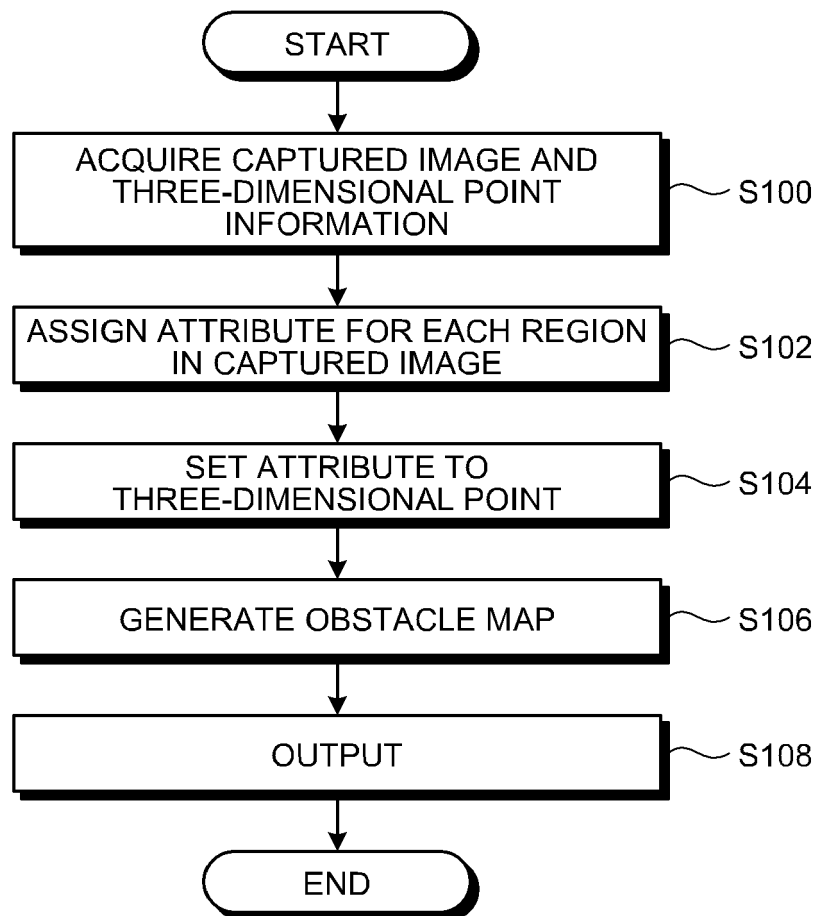 START
ACQUIRE CAPTURED IMAGE AND
THREE-DIMENSIONAL POINT
INFORMATION
S100
ASSIGN ATTRIBUTE FOR EACH REGION
IN CAPTURED IMAGE
S102
SET ATTRIBUTE TO
THREE-DIMENSIONAL POINT
S104
GENERATE OBSTACLE MAP
S106
OUTPUT
S108
END